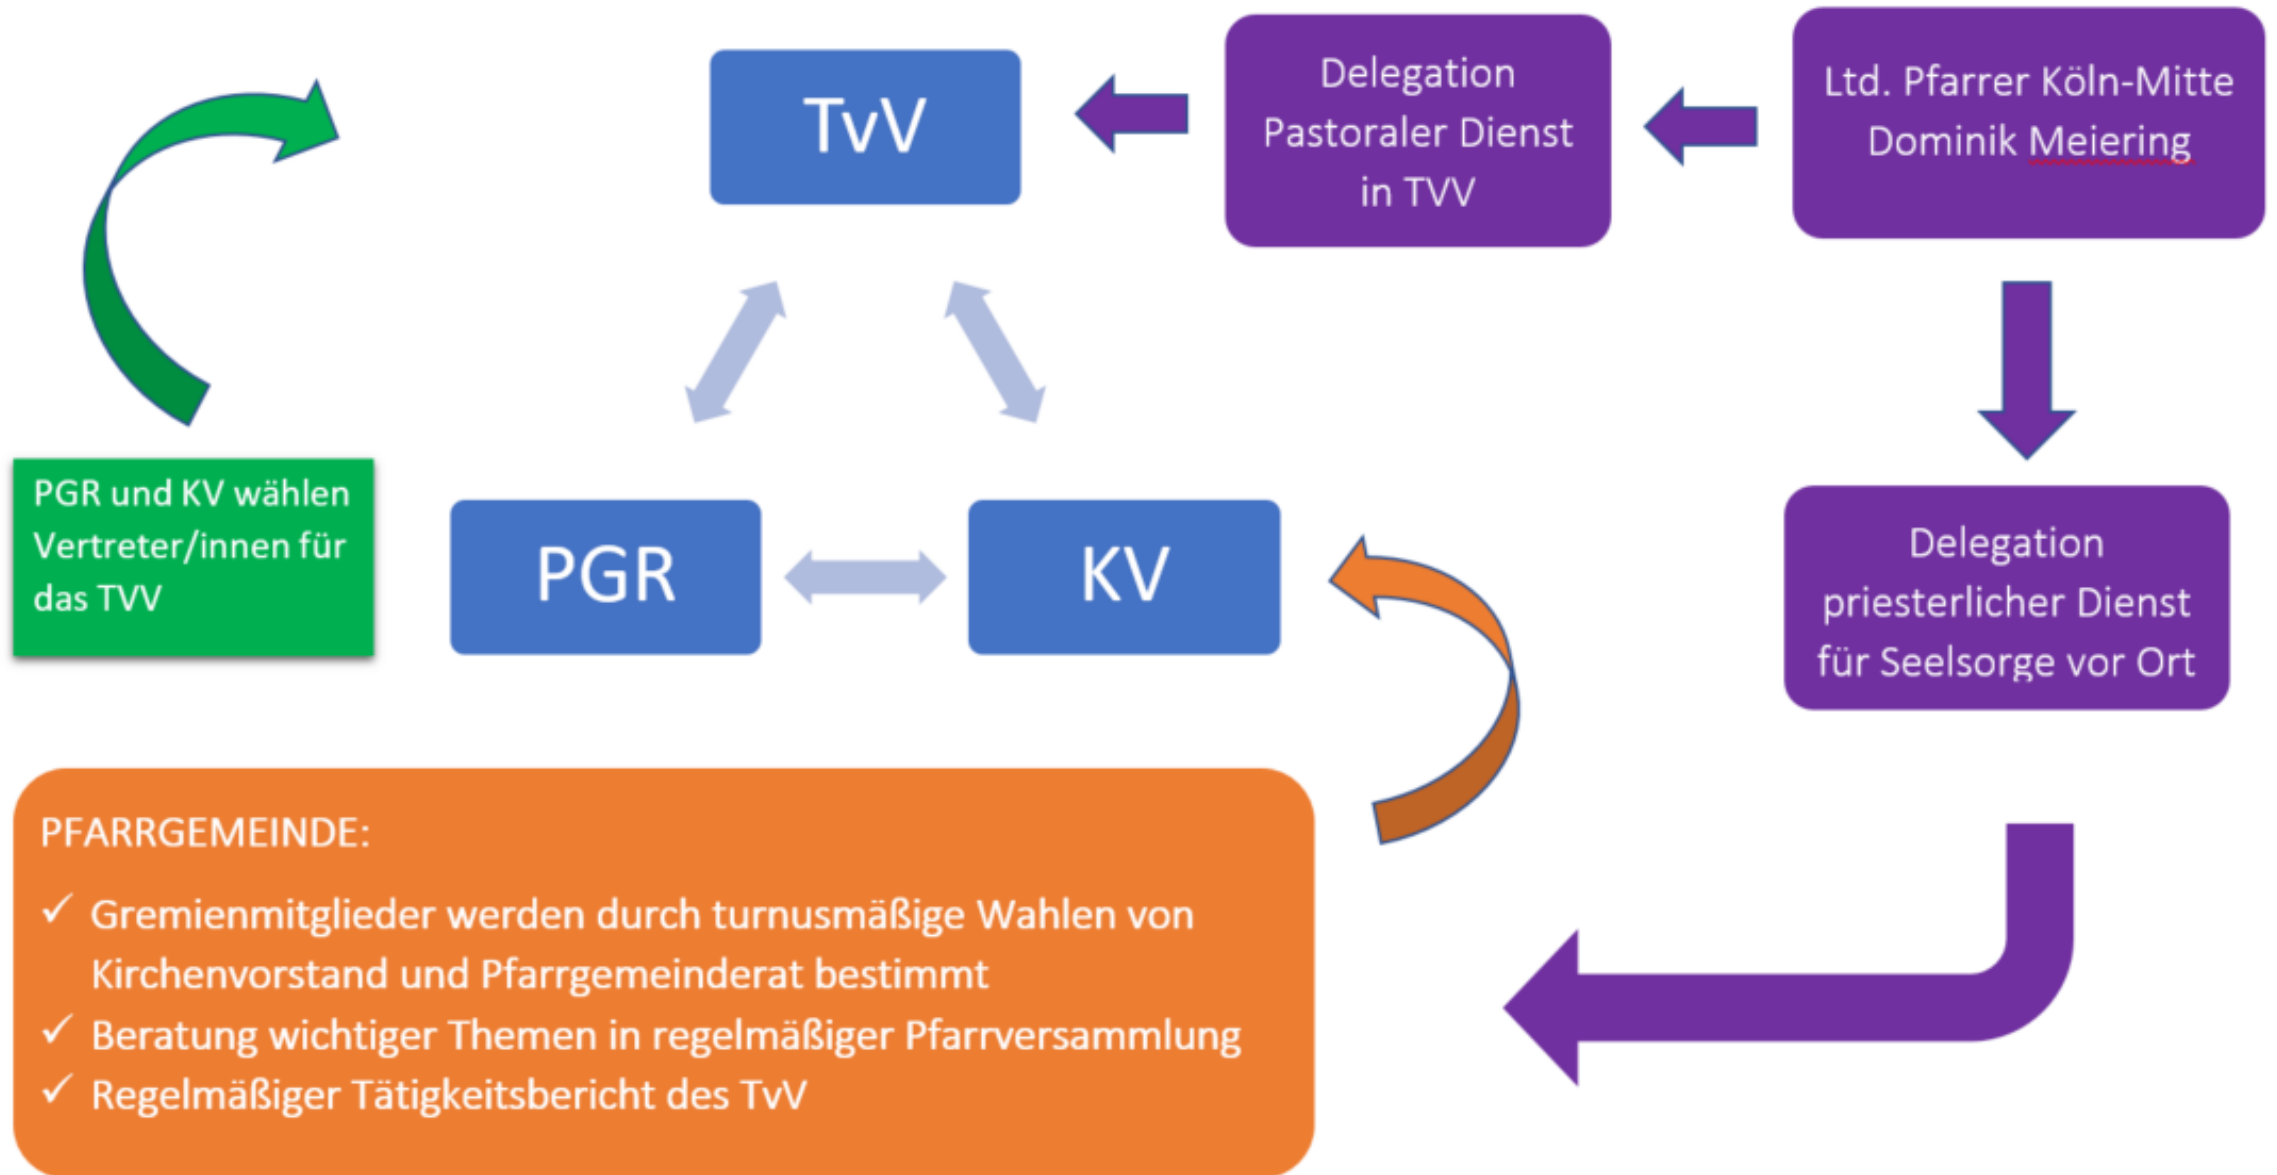 TvV
Delegation
Pastoraler Dienst
in TVV
Ltd. Pfarrer Köln-Mitte
Dominik Meiering
PGR und KV wählen
Vertreter/innen für
das TVV
PGR
KV
Delegation
priesterlicher Dienst
für Seelsorge vor Ort
PFARRGEMEINDE:
✓ Gremienmitglieder werden durch turnusmäßige Wahlen von
Kirchenvorstand und Pfarrgemeinderat bestimmt
✓ Beratung wichtiger Themen in regelmäßiger Pfarrversammlung
✓ Regelmäßiger Tätigkeitsbericht des TvV